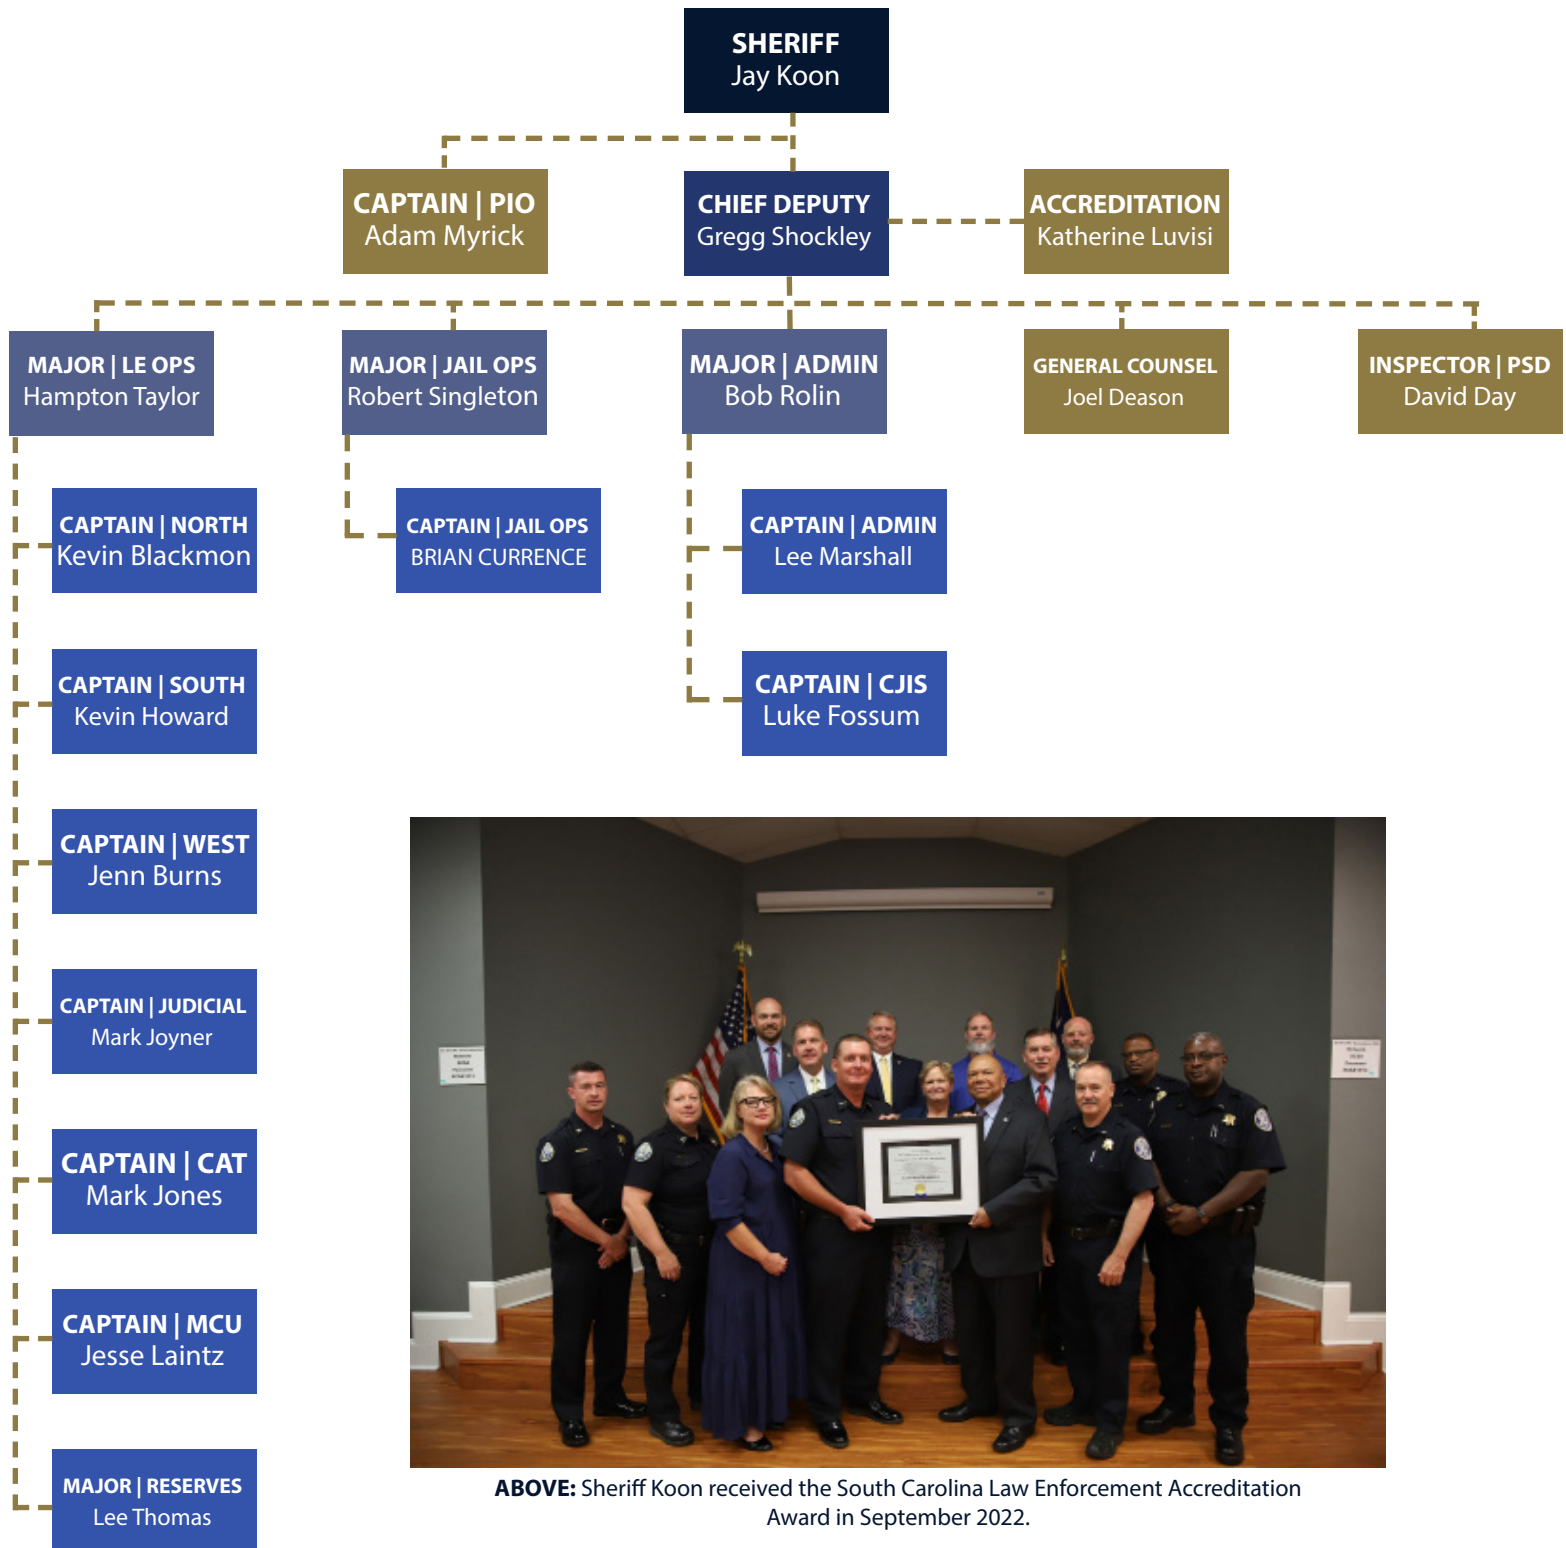 SHERIFF
Jay Koon
CAPTAIN | PIO
Adam Myrick
CHIEF DEPUTY
Gregg Shockley
ACCREDITATION
Katherine Luvisi
MAJOR | LE OPS
Hampton Taylor
MAJOR | JAIL OPS
Robert Singleton
MAJOR | ADMIN
Bob Rolin
GENERAL COUNSEL
Joel Deason
INSPECTOR | PSD
David Day
CAPTAIN | NORTH
Kevin Blackmon
CAPTAIN | JAIL OPS
BRIAN CURRENCE
CAPTAIN | ADMIN
Lee Marshall
CAPTAIN | SOUTH
Kevin Howard
CAPTAIN | CJIS
Luke Fossum
CAPTAIN | WEST
Jenn Burns
CAPTAIN | JUDICIAL
Mark Joyner
CAPTAIN | CAT
Mark Jones
CAPTAIN | MCU
Jesse Laintz
MAJOR | RESERVES
Lee Thomas
ABOVE: Sheriff Koon received the South Carolina Law Enforcement Accreditation
Award in September 2022.